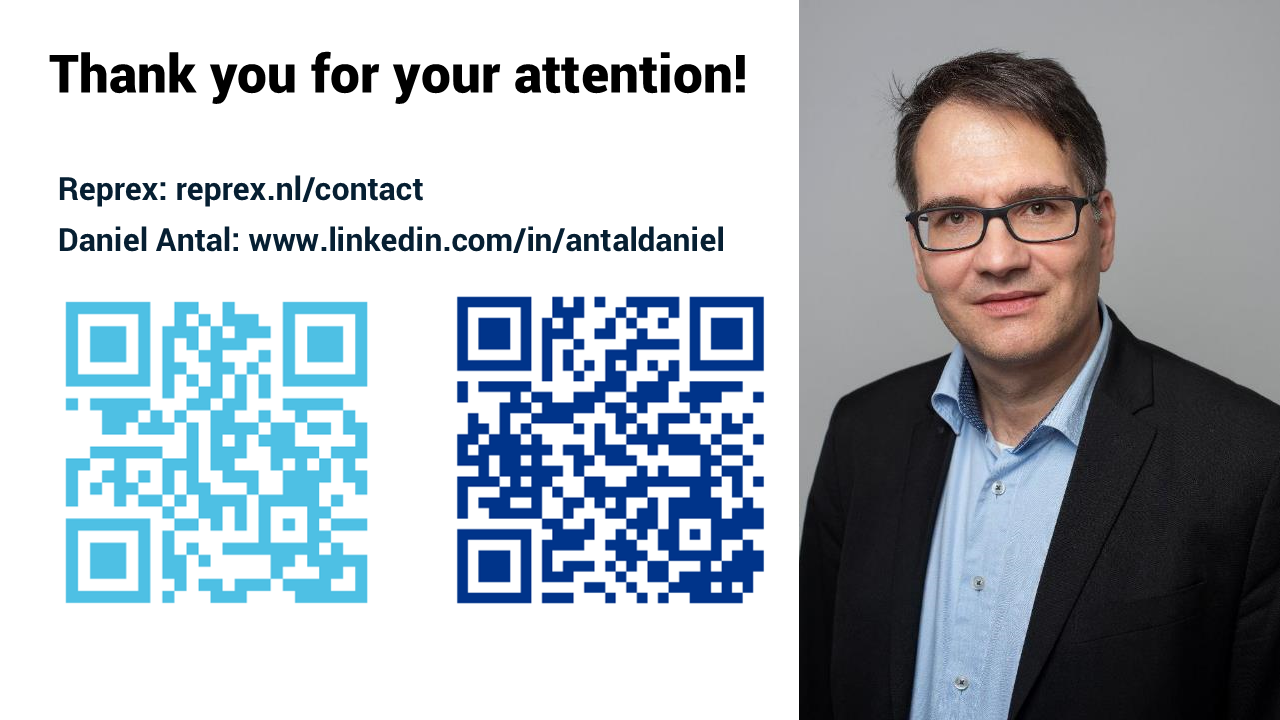 Thank you for your attention!
Reprex: reprex.nl/contact
Daniel Antal: www.linkedin.com/in/antaldaniel